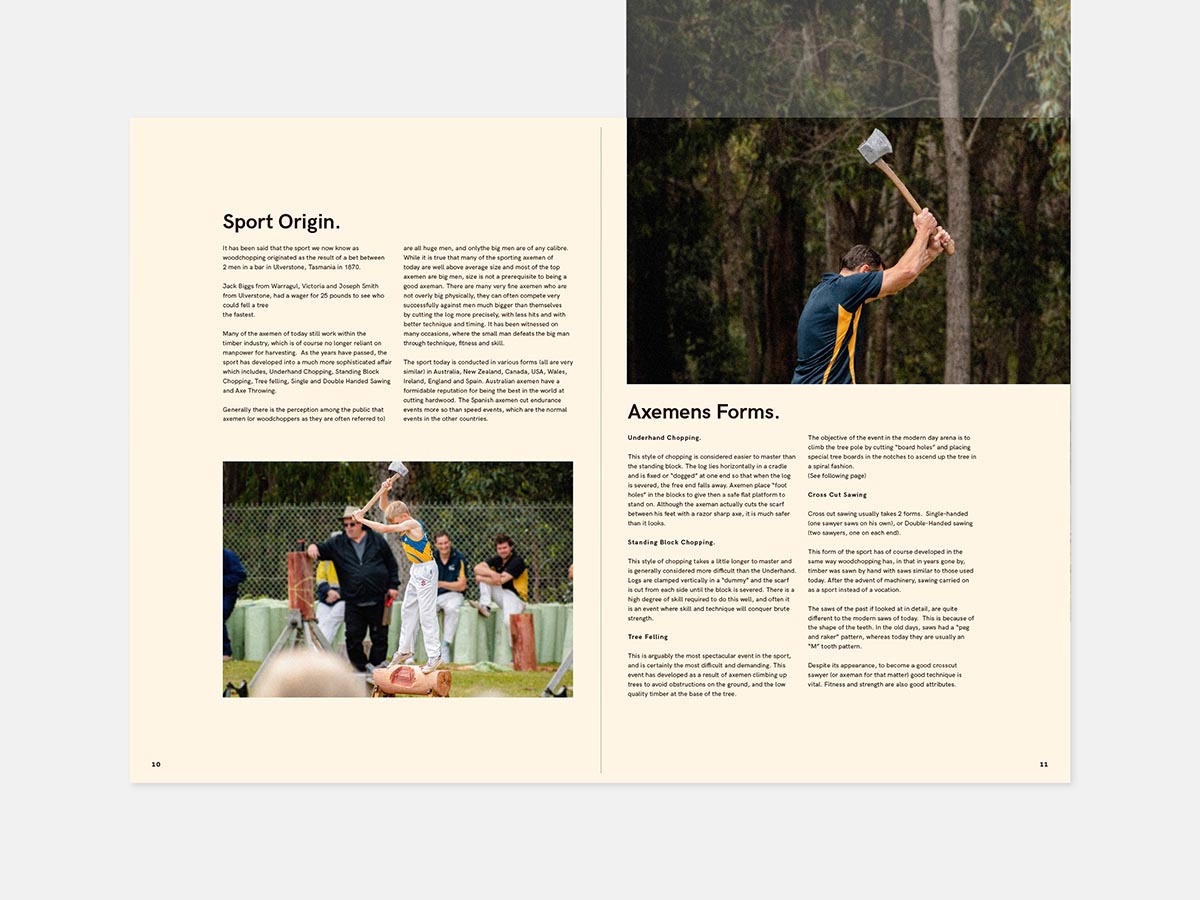 Sport Origin.
It has been said that the sport we now know as
woodchopping originated as the result of a bet between
2 men in a bar in Ulverstone, Tasmania in 1870.
Jack Biggs from Warragul, Victoria and Joseph Smith
from Ulverstone, had a wager for 25 pounds to see who
could fell a tree
the fastest.
Many of the axemen of today still work within the
timber industry, which is of course no longer reliant on
manpower for harvesting.  As the years have passed, the
sport has developed into a much more sophisticated affair
which includes, Underhand Chopping, Standing Block
Chopping, Tree felling, Single and Double Handed Sawing
and Axe Throwing.
Generally there is the perception among the public that
axemen (or woodchoppers as they are often referred to)
are all huge men, and onlythe big men are of any calibre.
While it is true that many of the sporting axemen of
today are well above average size and most of the top
axemen are big men, size is not a prerequisite to being a
good axeman. There are many very fine axemen who are
not overly big physically, they can often compete very
successfully against men much bigger than themselves
by cutting the log more precisely, with less hits and with
better technique and timing. It has been witnessed on
many occasions, where the small man defeats the big man
through technique, fitness and skill.
The sport today is conducted in various forms (all are very
similar) in Australia, New Zealand, Canada, USA, Wales,
Ireland, England and Spain. Australian axemen have a
formidable reputation for being the best in the world at
cutting hardwood. The Spanish axemen cut endurance
events more so than speed events, which are the normal
events in the other countries.
10
Axemens Forms.
Underhand Chopping.
This style of chopping is considered easier to master than
the standing block. The log lies horizontally in a cradle
and is fixed or “dogged” at one end so that when the log
is severed, the free end falls away. Axemen place “foot
holes” in the blocks to give then a safe flat platform to
stand on. Although the axeman actually cuts the scarf
between his feet with a razor sharp axe, it is much safer
than it looks.
Standing Block Chopping.
This style of chopping takes a little longer to master and
is generally considered more difficult than the Underhand.
Logs are clamped vertically in a “dummy” and the scarf
is cut from each side until the block is severed. There is a
high degree of skill required to do this well, and often it
is an event where skill and technique will conquer brute
strength.
Tree Felling
This is arguably the most spectacular event in the sport,
and is certainly the most difficult and demanding. This
event has developed as a result of axemen climbing up
trees to avoid obstructions on the ground, and the low
quality timber at the base of the tree.
The objective of the event in the modern day arena is to
climb the tree pole by cutting “board holes” and placing
special tree boards in the notches to ascend up the tree in
a spiral fashion.
(See following page)
Cross Cut Sawing
Cross cut sawing usually takes 2 forms.  Single-handed
(one sawyer saws on his own), or Double-Handed sawing
(two sawyers, one on each end).
This form of the sport has of course developed in the
same way woodchopping has, in that in years gone by,
timber was sawn by hand with saws similar to those used
today. After the advent of machinery, sawing carried on
as a sport instead of a vocation.
The saws of the past if looked at in detail, are quite
different to the modern saws of today.  This is because of
the shape of the teeth. In the old days, saws had a “peg
and raker” pattern, whereas today they are usually an
“M” tooth pattern.
Despite its appearance, to become a good crosscut
sawyer (or axeman for that matter) good technique is
vital. Fitness and strength are also good attributes.
11